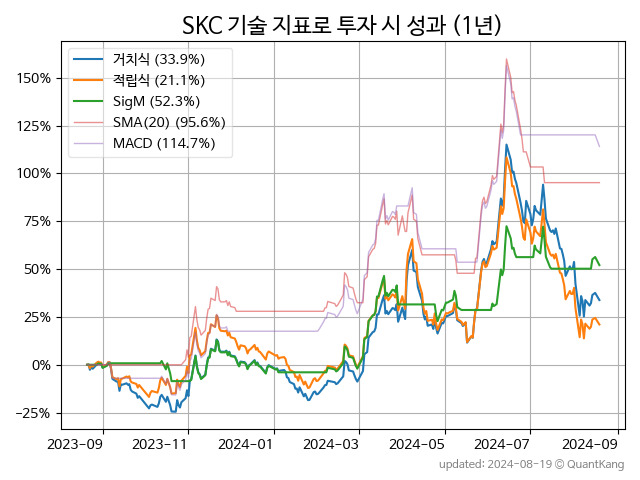 SKC 기술 지표로 투자 시 성과 (1년)
거치식 (33.9%)
적립식 (21.1%)
SigM (52.3%)
SMA(20) (95.6%)
MACD (114.7%)
150%
125%
100%
75%
50%
25%
0%
−25%
2023-09
2023-11
2024-01
2024-03
2024-05
2024-07
2024-09
updated: 2024-08-19 © QuantKang